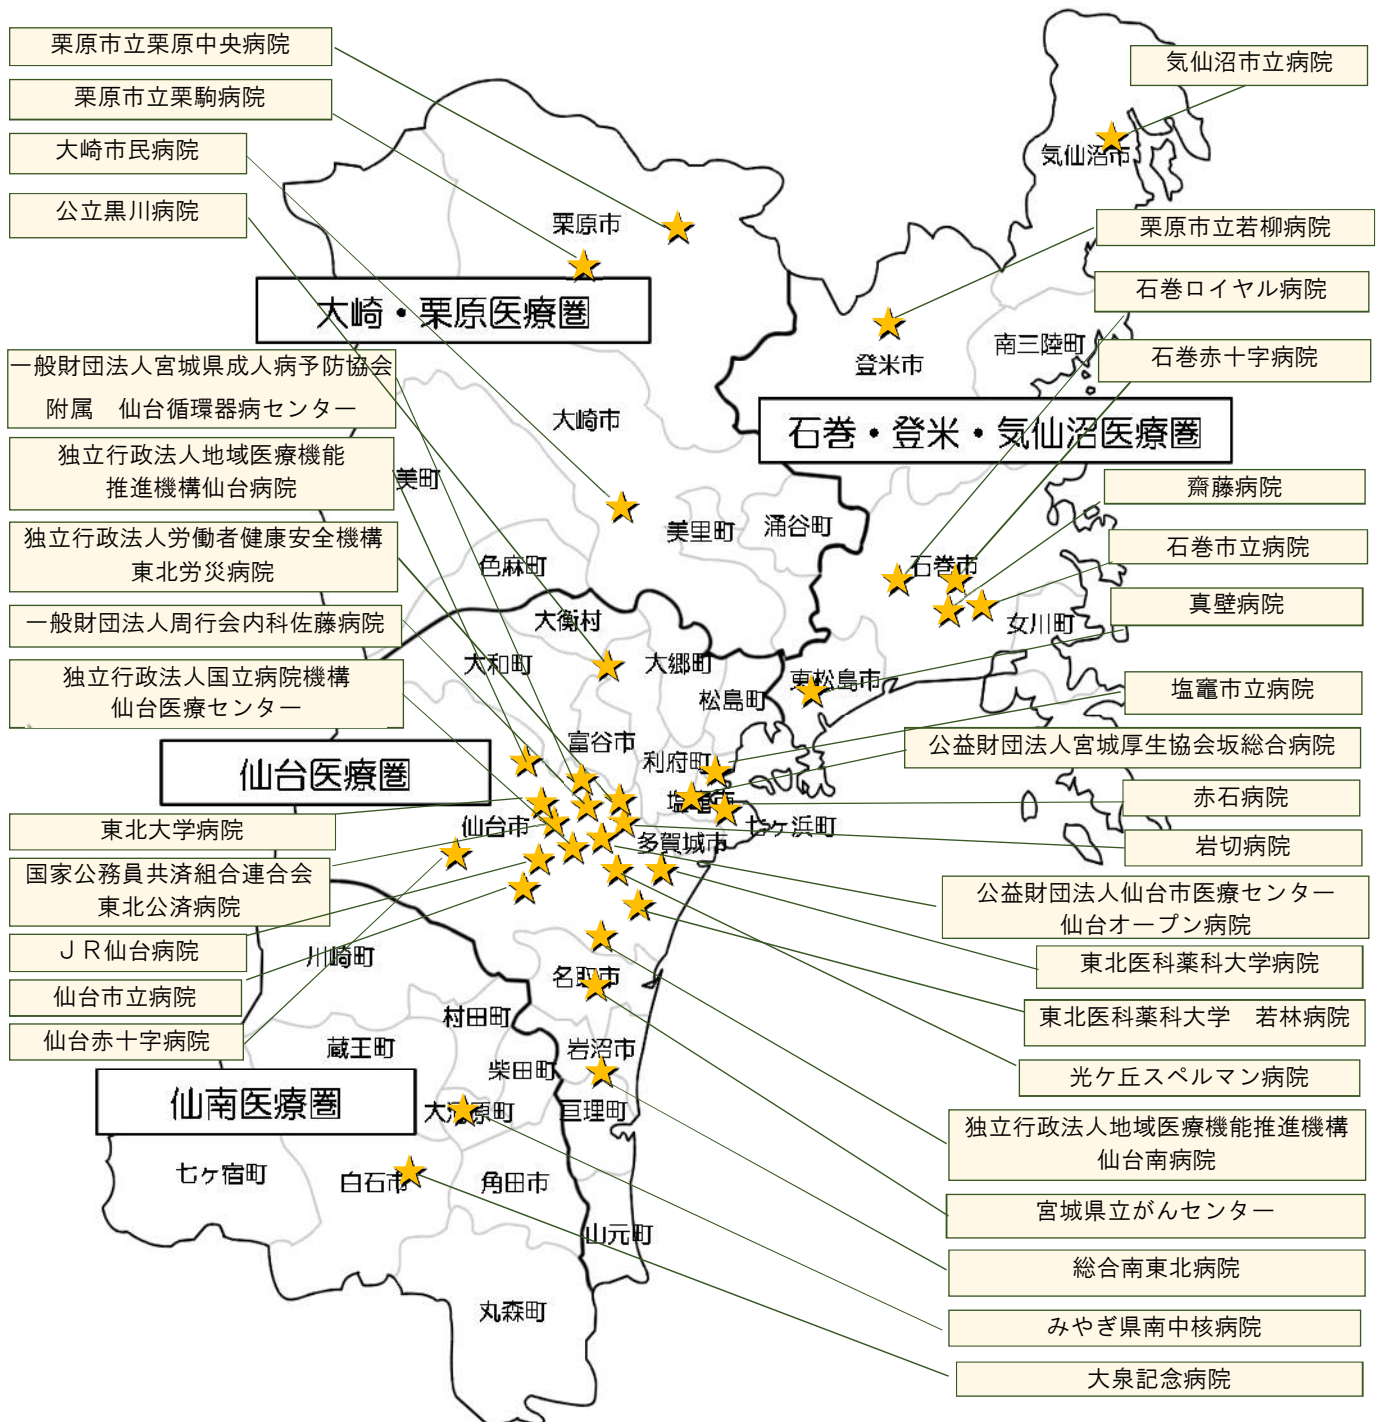 栗原市立栗原中央病院
栗原市立栗駒病院
大崎市民病院
公立黒川病院
気仙沼市立病院
気仙沼市
栗原市
栗原市立若柳病院
石巻ロイヤル病院
石巻赤十字病院
大崎・栗原医療圏
南三陸町
登米市
一般財団法人宮城県成人病予防協会
附属　仙台循環器病センター
大崎市
石巻・登米・気仙沼医療圏
独立行政法人地域医療機能
推進機構仙台病院
美町
齋藤病院
美里町
涌谷町
独立行政法人労働者健康安全機構
東北労災病院
色麻町
石巻市
石巻市立病院
真壁病院
一般財団法人周行会内科佐藤病院
大衡村
女川町
大和町
大郷町
松島町
東松島市
独立行政法人国立病院機構
仙台医療センター
塩竈市立病院
富谷市
利府町
公益財団法人宮城厚生協会坂総合病院
仙台医療圏
赤石病院
東北大学病院
仙台市
七ヶ浜町
多賀城市
岩切病院
国家公務員共済組合連合会
東北公済病院
公益財団法人仙台市医療センター
仙台オープン病院
ＪＲ仙台病院
川崎町
東北医科薬科大学病院
名取市
仙台市立病院
村田町
東北医科薬科大学　若林病院
仙台赤十字病院
蔵王町
岩沼市
柴田町
光ケ丘スペルマン病院
仙南医療圏
大河原町
亘理町
独立行政法人地域医療機能推進機構
仙台南病院
七ヶ宿町
白石市
角田市
宮城県立がんセンター
山元町
総合南東北病院
丸森町
みやぎ県南中核病院
大泉記念病院